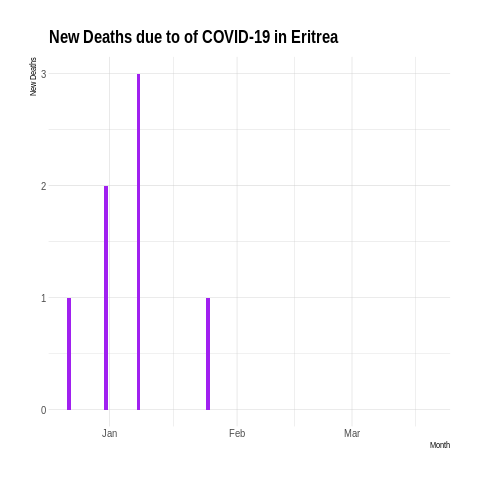 New Deaths due to of COVID-19 in Eritrea
New Deaths
3
2
1
0
Jan Feb Mar
Month